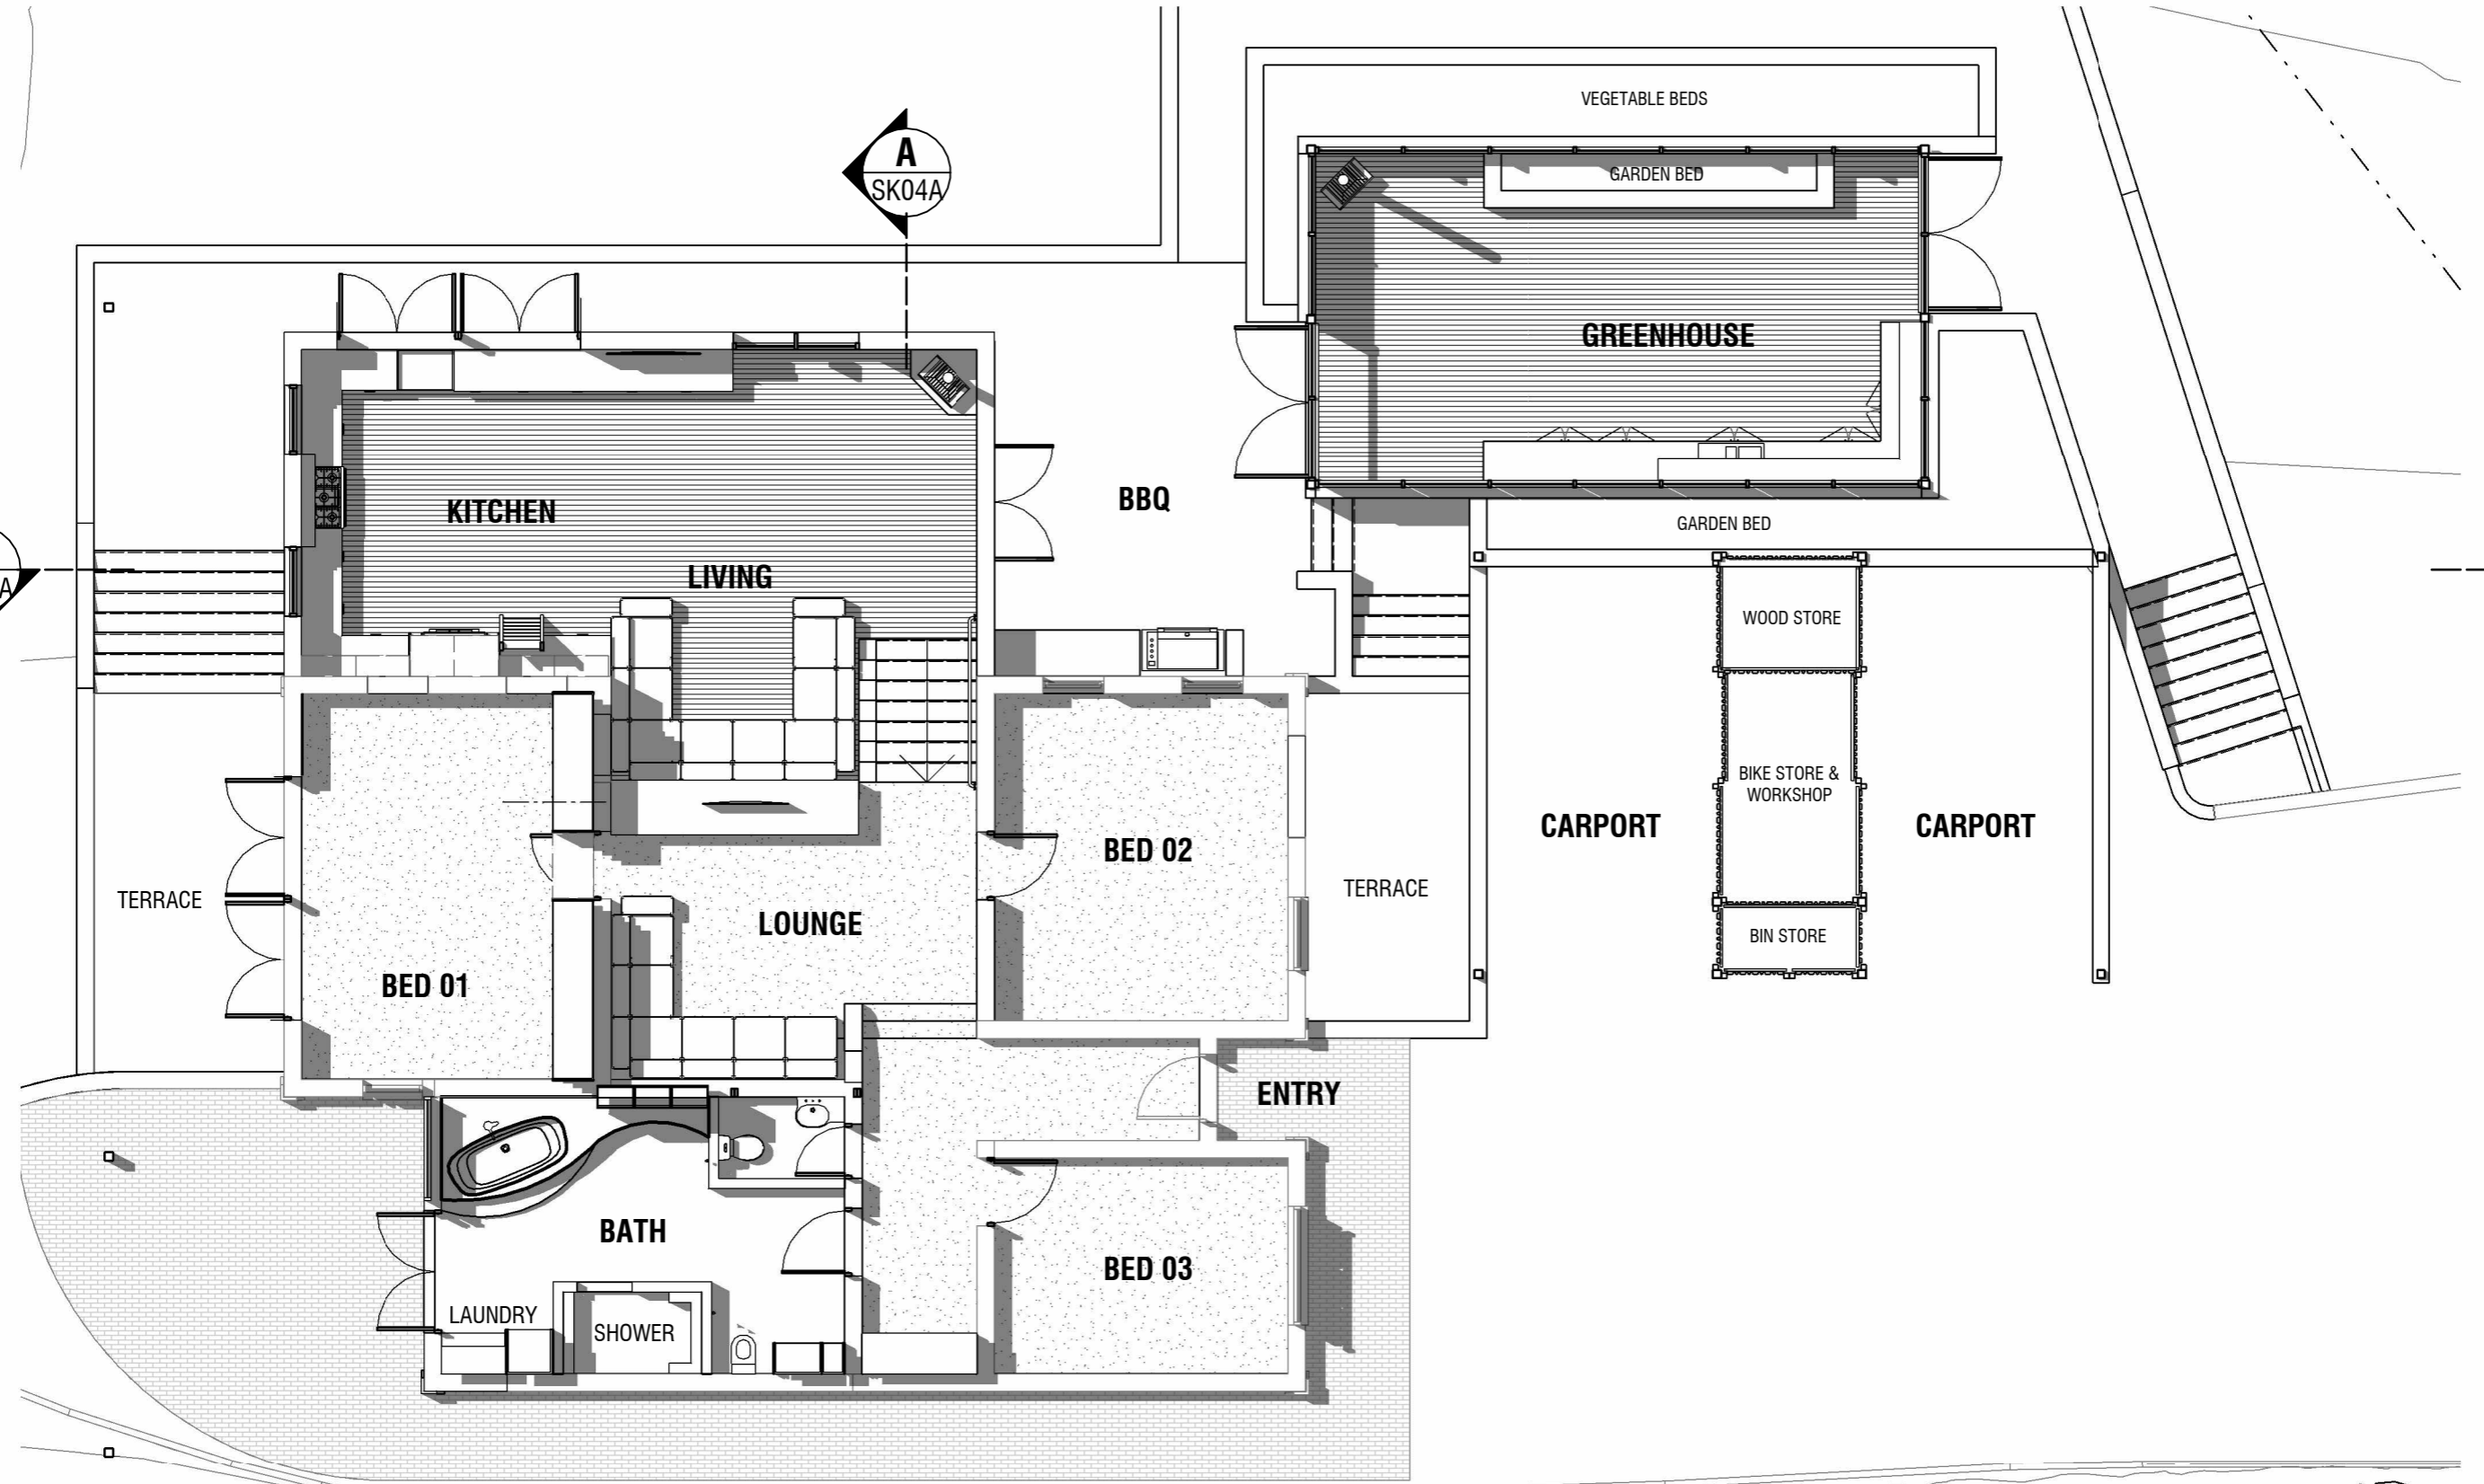 VEGETABLE BEDS
A
SK04A
GARDEN BED
GREENHOUSE
KITCHEN
BBQ
GARDEN BED
LIVING
A
WOOD STORE
BIKE STORE &
WORKSHOP
CARPORT
CARPORT
BED 02
TERRACE
TERRACE
LOUNGE
BIN STORE
BED 01
ENTRY
BATH
BED 03
LAUNDRY
SHOWER